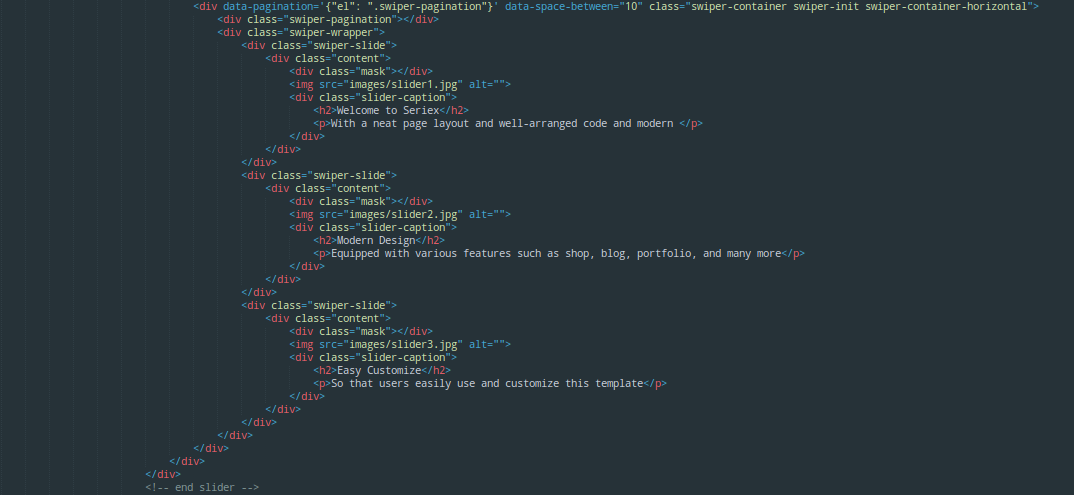 <div data-pagination='{"el": ".swiper-pagination"}' data-space-between="10" class="swiper-container swiper-init swiper-container-horizontal">
<div class="swiper-pagination"></div>
<div class="swiper-wrapper">
<div class="swiper-slide">
<div class="content">
<div class="mask"></div>
<img src="images/slider1.jpg" alt="">
<div class="slider-caption">
<h2>Welcome to Seriex</h2>
<p>With a neat page layout and well-arranged code and modern </p>
</div>
</div>
</div>
<div class="swiper-slide">
<div class="content">
<div class="mask"></div>
<img src="images/slider2.jpg" alt="">
<div class="slider-caption">
<h2>Modern Design</h2>
<p>Equipped with various features such as shop, blog, portfolio, and many more</p>
</div>
</div>
</div>
<div class="swiper-slide">
<div class="content">
<div class="mask"></div>
<img src="images/slider3.jpg" alt="">
<div class="slider-caption">
<h2>Easy Customize</h2>
<p>So that users easily use and customize this template</p>
</div>
</div>
</div>
</div>
</div>
</div>
</div>
<!-- end slider -->